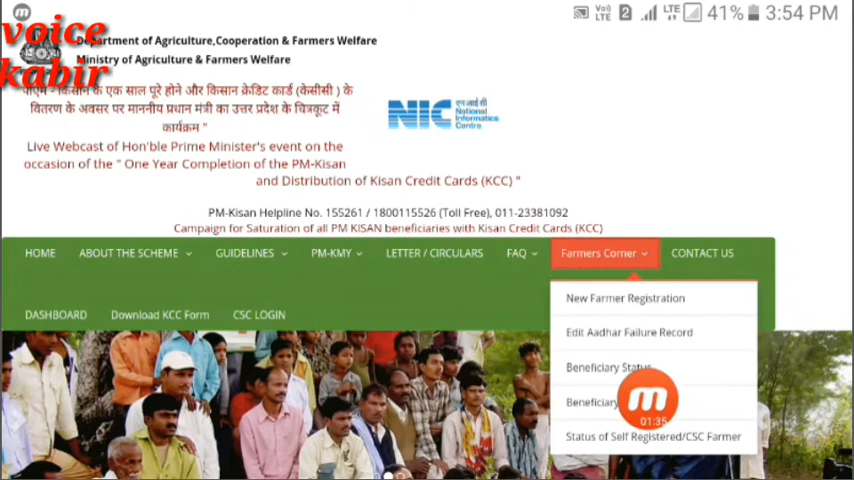 voice
kabir
VoI) LTE 2 LTE 41% 3:54 PM
Department of Agriculture,Cooperation & Farmers Welfare
Ministry of Agriculture & Farmers Welfare
पीएम - किसान के एक साल पूरे होने और किसान क्रेडिट कार्ड (केसीसी ) के
वितरण के अवसर पर माननीय प्रधान मंत्री का उत्तर प्रदेश के चित्रकूट में
कार्यक्रम "
Live Webcast of Hon'ble Prime Minister's event on the
occasion of the " One Year Completion of the PM-Kisan
and Distribution of Kisan Credit Cards (KCC) "
NIC एन आई सी
National
Informatics
Centre
PM-Kisan Helpline No. 155261 / 1800115526 (Toll Free), 011-23381092
Campaign for Saturation of all PM KISAN beneficiaries with Kisan Credit Cards (KCC)
HOME ABOUT THE SCHEME GUIDELINES PM-KMY LETTER / CIRCULARS FAQ Farmers Corner CONTACT US
DASHBOARD Download KCC Form CSC LOGIN
New Farmer Registration
Edit Aadhar Failure Record
Beneficiary Status
Beneficiary
01:35
Status of Self Registered/CSC Farmer